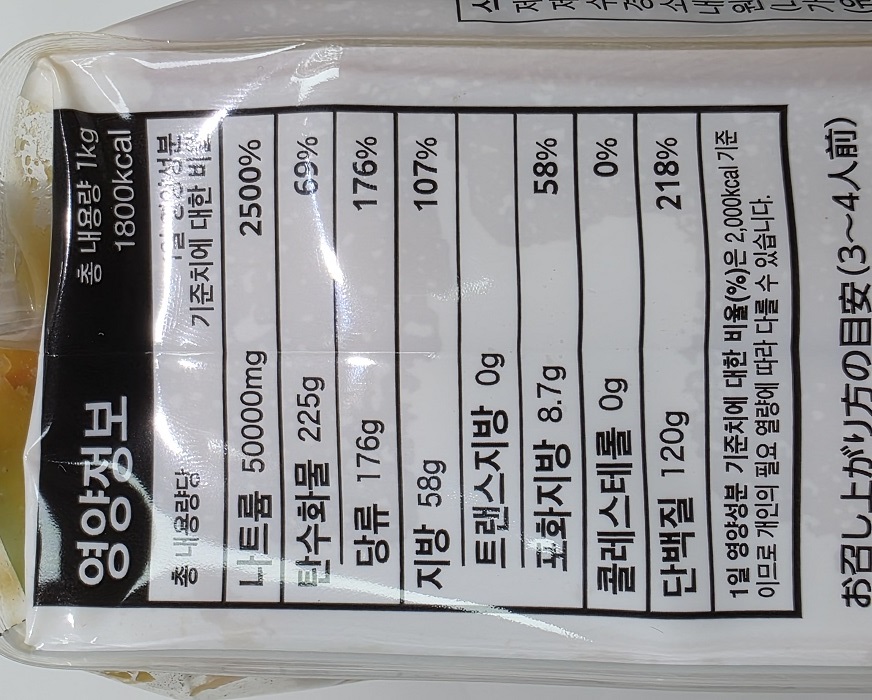 영양정보
총 내용량 1kg
1800kcal
총 내용량당
1일 영양성분
기준치에 대한 비율
나트륨 50000mg 2500%
탄수화물 225g 69%
당류 176g 176%
지방 58g 107%
트랜스지방 0g
포화지방 8.7g 58%
콜레스테롤 0g 0%
단백질 120g 218%
1일 영양성분 기준치에 대한 비율(%)은 2,000kcal 기준
이므로 개인의 필요 열량에 따라 다를 수 있습니다.
お召し上がり方の目安(3〜4人前)